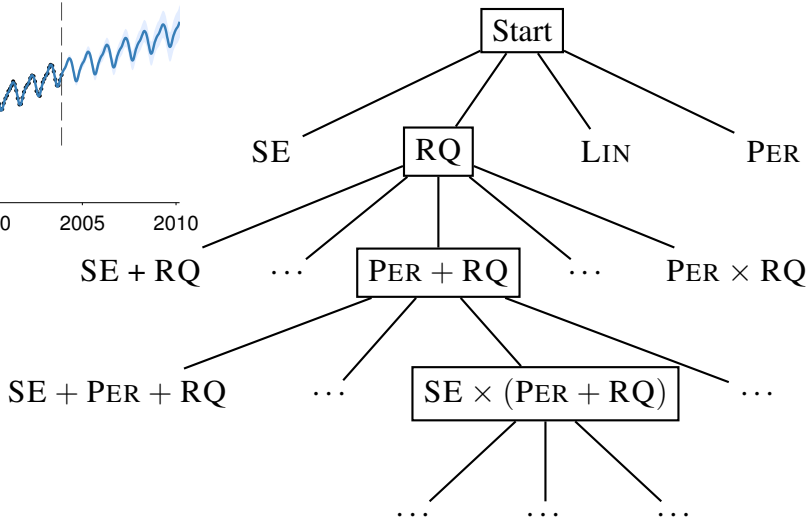 Start
SE RQ LIN PER
0 2005 2010
SE + RQ ··· PER + RQ ··· PER × RQ
SE + PER + RQ ··· SE × (PER + RQ) ···
··· ··· ···